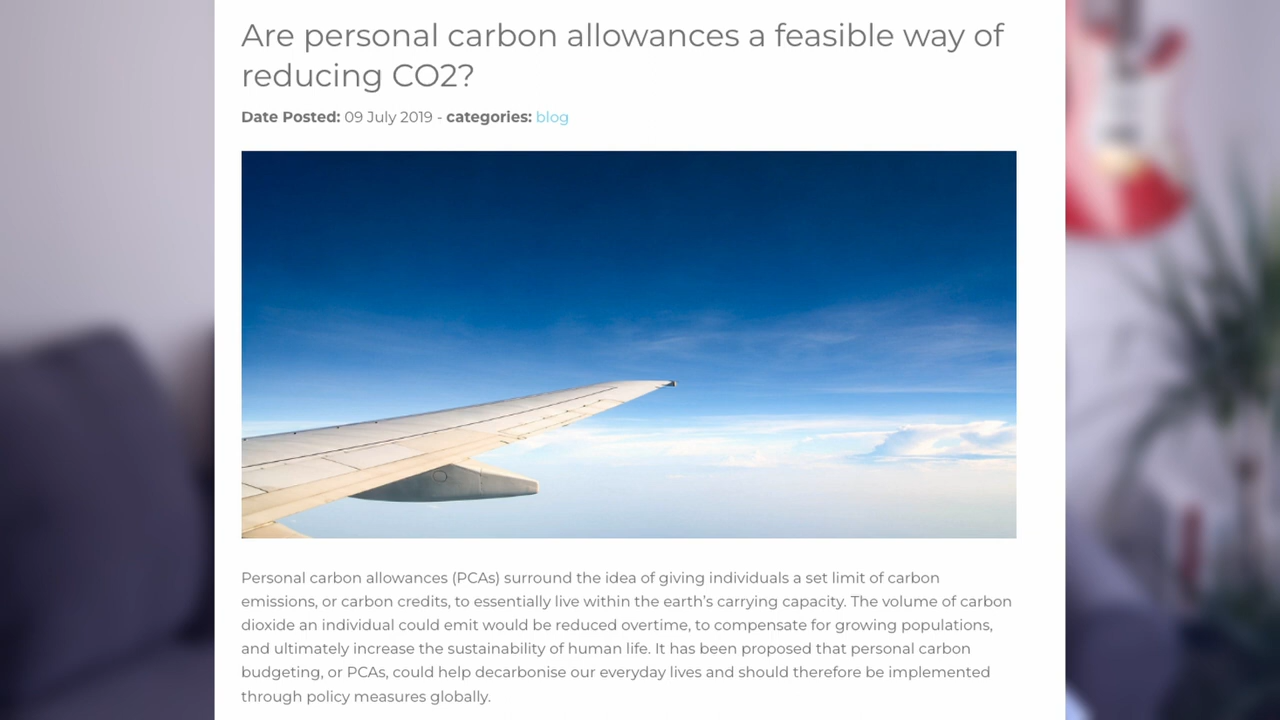 Are personal carbon allowances a feasible way of
reducing CO2?
Date Posted: 09 July 2019 - categories: blog
Personal carbon allowances (PCAs) surround the idea of giving individuals a set limit of carbon
emissions, or carbon credits, to essentially live within the earth's carrying capacity. The volume of carbon
dioxide an individual could emit would be reduced overtime, to compensate for growing populations,
and ultimately increase the sustainability of human life. It has been proposed that personal carbon
budgeting, or PCAs, could help decarbonise our everyday lives and should therefore be implemented
through policy measures globally.